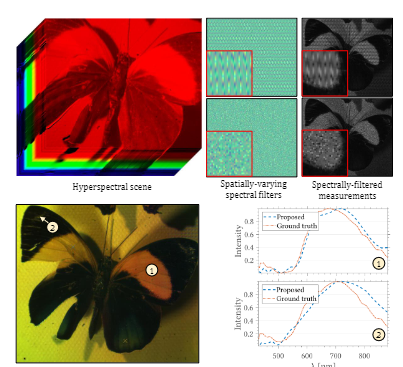 Hyperspectral scene
Spatially-varying
spectral filters
Spectrally-filtered
measurements
2
1
Intensity
0.8
0.6
0.4
0.2
Proposed
Ground truth
1
Intensity
0.8
0.6
0.4
0.2
Proposed
Ground truth
2
500
600
700
800
λ [nm]